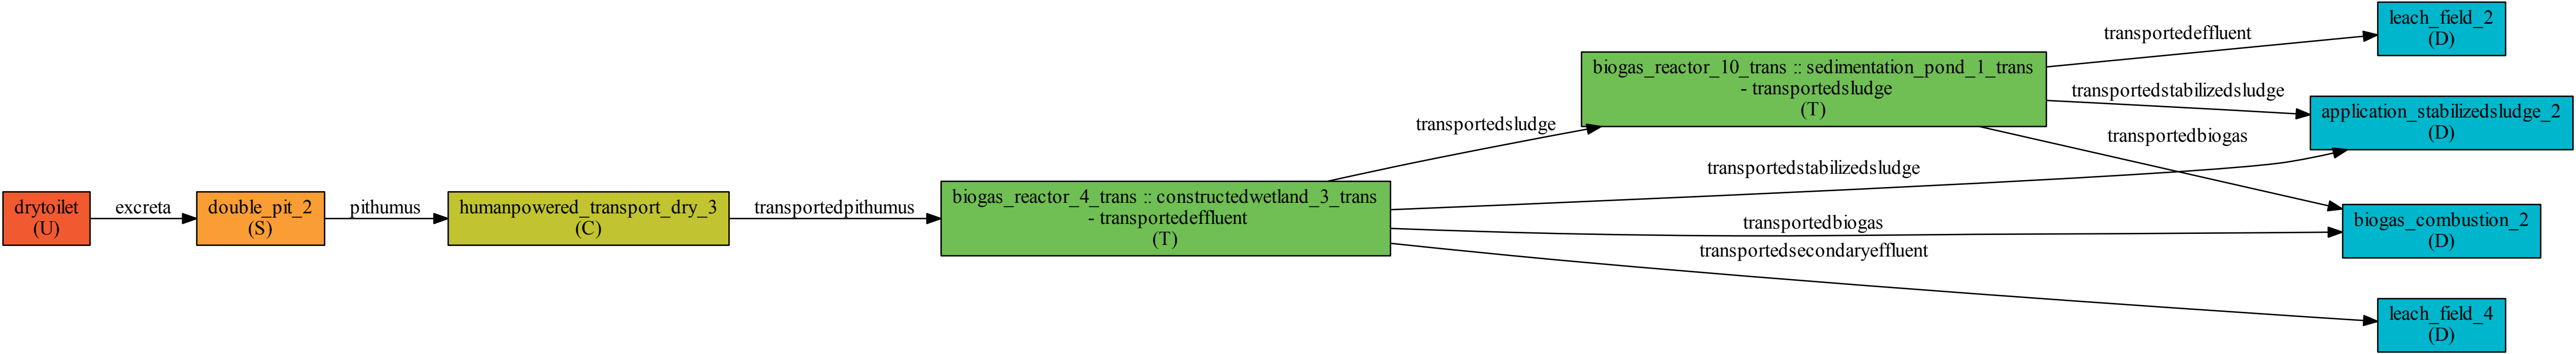 drytoilet
(U)
excreta
double_pit_2
(S)
pithumus
humanpowered_transport_dry_3
(C)
transportedpithumus
biogas_reactor_4_trans :: constructedwetland_3_trans
- transportedeffluent
(T)
transportedsludge
biogas_reactor_10_trans :: sedimentation_pond_1_trans
- transportedsludge
(T)
transportedeffluent
transportedstabilizedsludge
transportedbiogas
transportedstabilizedsludge
transportedbiogas
transportedsecondaryeffluent
leach_field_2
(D)
application_stabilizedsludge_2
(D)
biogas_combustion_2
(D)
leach_field_4
(D)